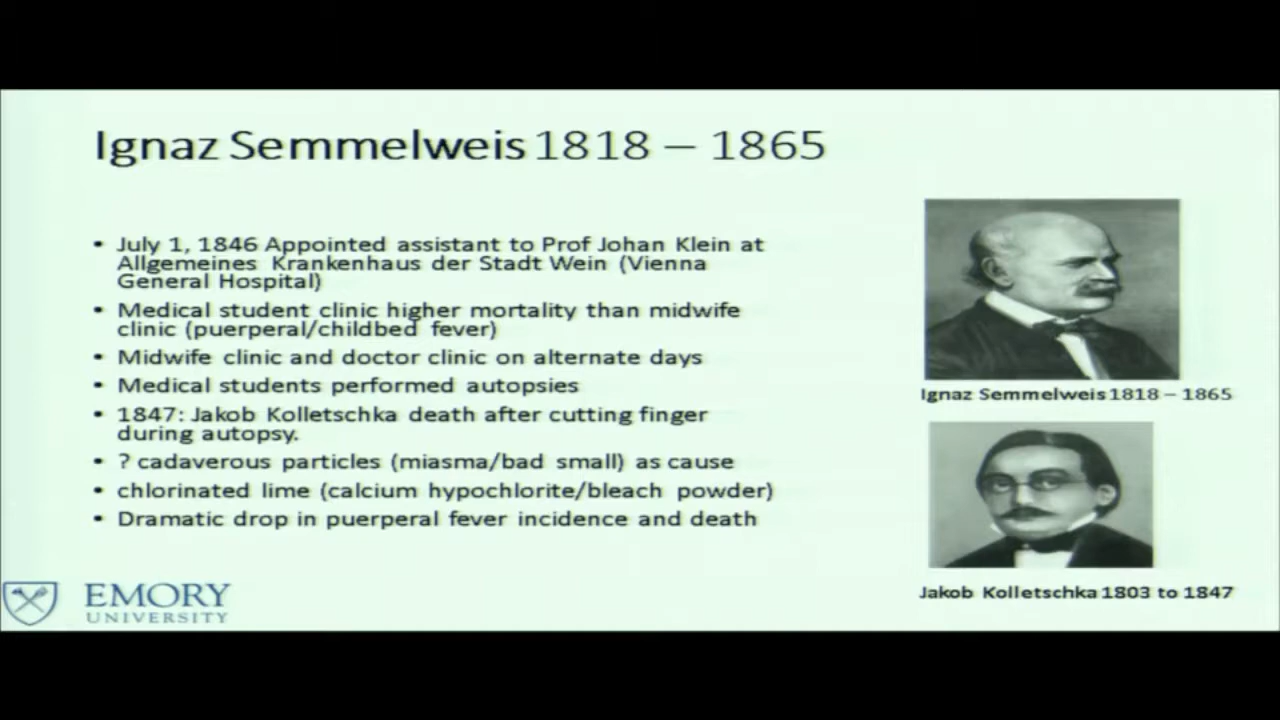 Ignaz Semmelweis 1818 – 1865
• July 1, 1846 Appointed assistant to Prof Johan Klein at
Allgemeines Krankenhaus der Stadt Wein (Vienna
General Hospital)
• Medical student clinic higher mortality than midwife
clinic (puerperal/childbed fever)
• Midwife clinic and doctor clinic on alternate days
• Medical students performed autopsies
• 1847: Jakob Kolletschka death after cutting finger
during autopsy.
• ? cadaverous particles (miasma/bad small) as cause
• chlorinated lime (calcium hypochlorite/bleach powder)
• Dramatic drop in puerperal fever incidence and death
Ignaz Semmelweis 1818 – 1865
Jakob Kolletschka 1803 to 1847
EMORY
UNIVERSITY